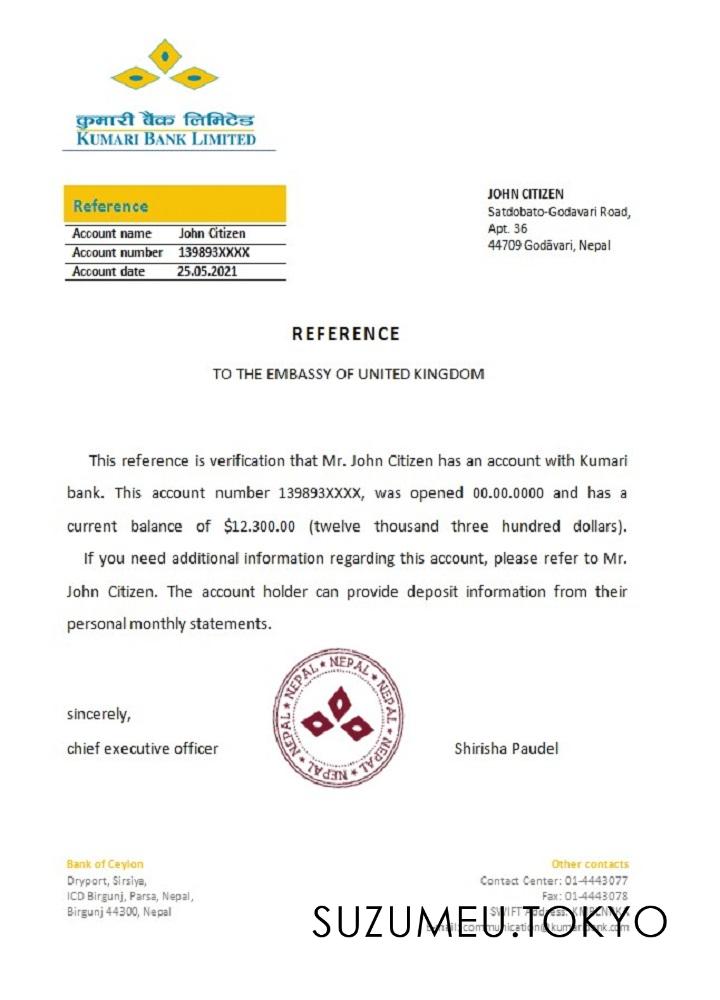 कुमारी बैंक लिमिटेड
KUMARI BANK LIMITED
Reference
Account name John Citizen
Account number 139893XXXX
Account date 25.05.2021
JOHN CITIZEN
Satdobato-Godavari Road,
Apt. 36
44709 Godāvari, Nepal
REFERENCE
TO THE EMBASSY OF UNITED KINGDOM
This reference is verification that Mr. John Citizen has an account with Kumari
bank. This account number 139893XXXX, was opened 00.00.0000 and has a
current balance of $12.300.00 (twelve thousand three hundred dollars).
If you need additional information regarding this account, please refer to Mr.
John Citizen. The account holder can provide deposit information from their
personal monthly statements.
NEPAL ★ NEPAL ★ NEPAL ★ NEPAL ★ NEPAL ★ NEPAL ★ NEPAL ★
sincerely,
chief executive officer
Shirisha Paudel
Bank of Ceylon
Dryport, Sirsiya,
ICD Birgunj, Parsa, Nepal,
Birgunj 44300, Nepal
Other contacts
Contact Center: 01-4443077
Fax: 01-4443078
SWIFT Address:
SUZUMEU.TOKYO